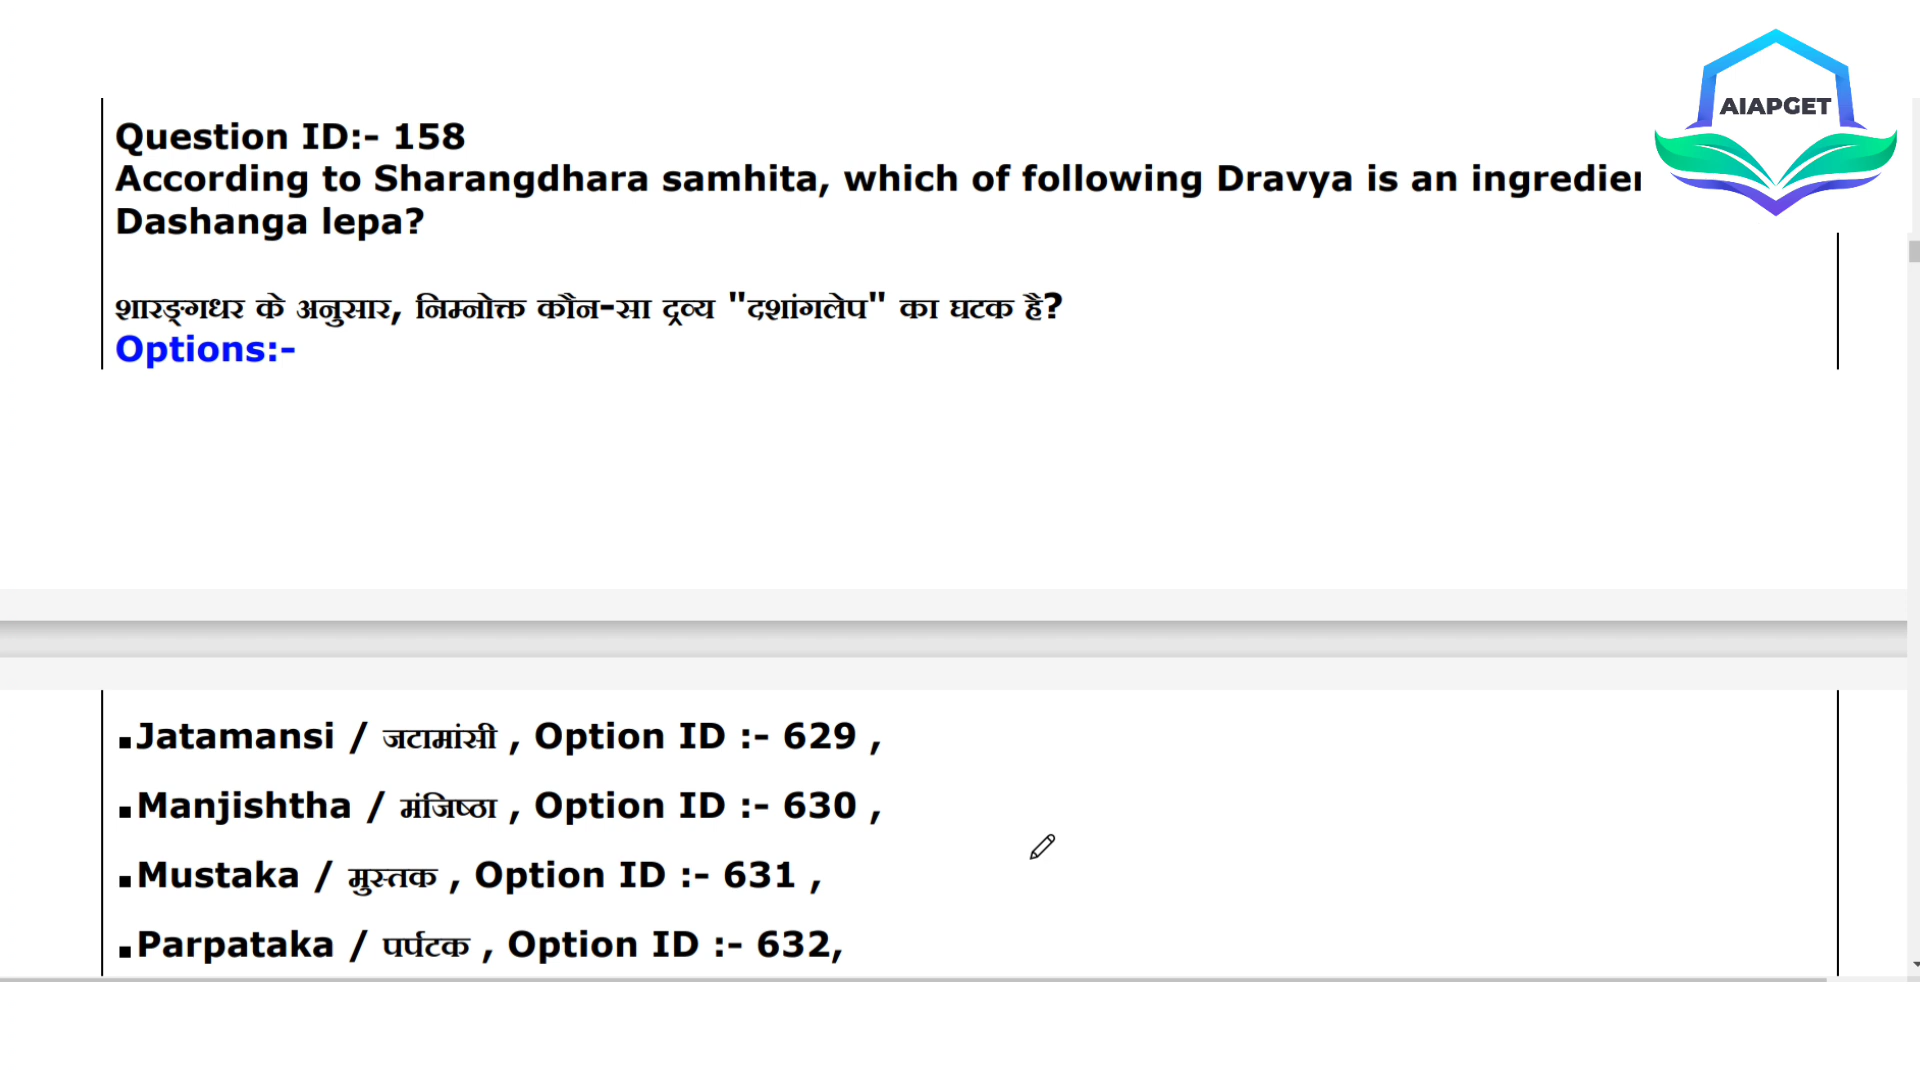 AIAPGET
Question ID:- 158
According to Sharangdhara samhita, which of following Dravya is an
Dashanga lepa?
शारङ्गधर के अनुसार, निम्नोक्त कौन-सा द्रव्य "दशांगलेप" का घटक है?
Options:-
▪Jatamansi / जटामांसी , Option ID :- 629 ,
▪Manjishtha / मंजिष्ठा , Option ID :- 630 ,
▪Mustaka / मुस्तक , Option ID :- 631 ,
▪Parpataka / पर्पटक , Option ID :- 632,